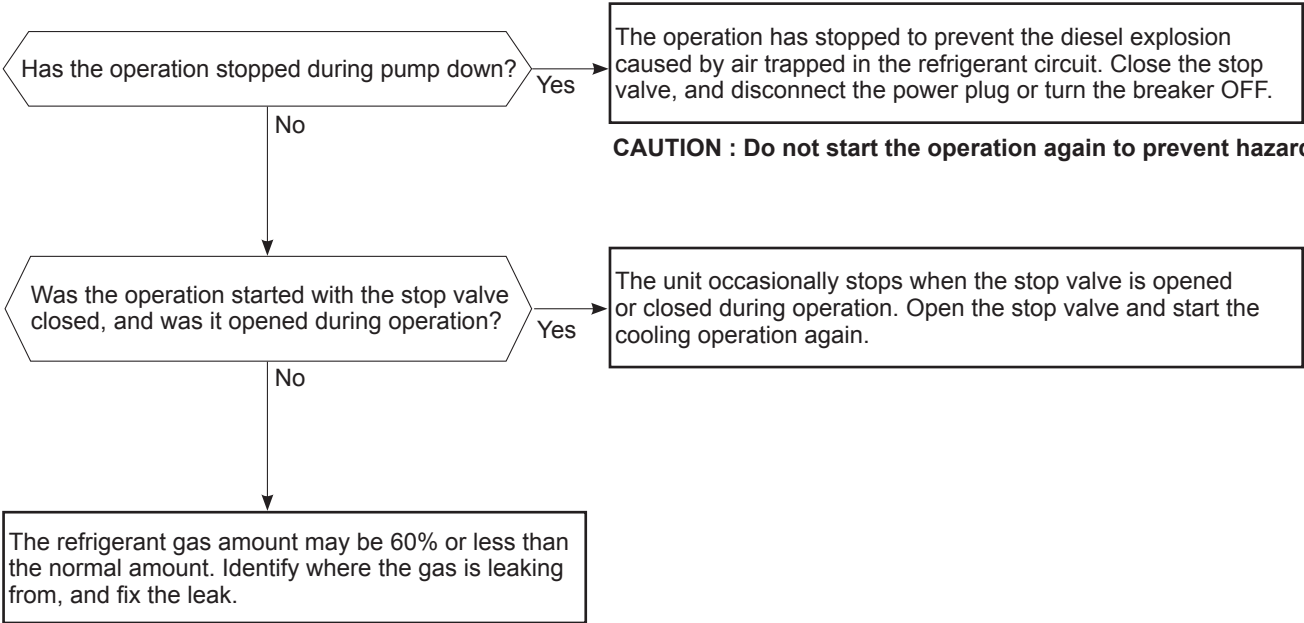 Has the operation stopped during pump down?
Yes
The operation has stopped to prevent the diesel explosion
caused by air trapped in the refrigerant circuit. Close the stop
valve, and disconnect the power plug or turn the breaker OFF.
No
CAUTION : Do not start the operation again to prevent hazard
Was the operation started with the stop valve
closed, and was it opened during operation?
Yes
The unit occasionally stops when the stop valve is opened
or closed during operation. Open the stop valve and start the
cooling operation again.
No
The refrigerant gas amount may be 60% or less than
the normal amount. Identify where the gas is leaking
from, and fix the leak.